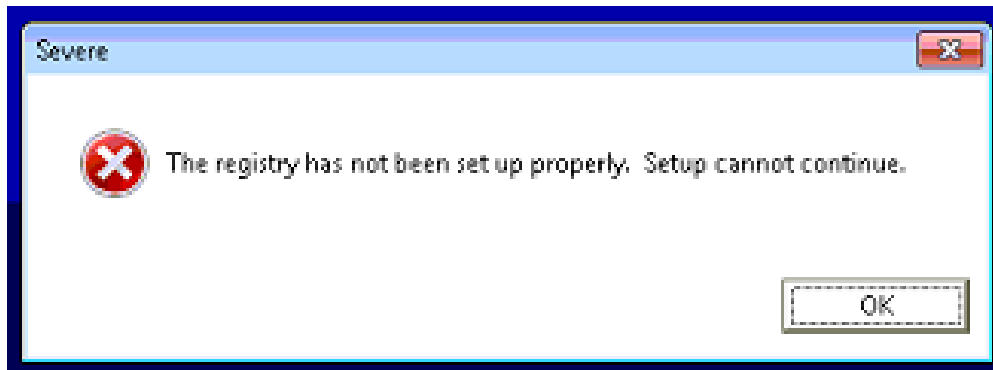 Severe
The registry has not been set up properly.  Setup cannot continue.
OK